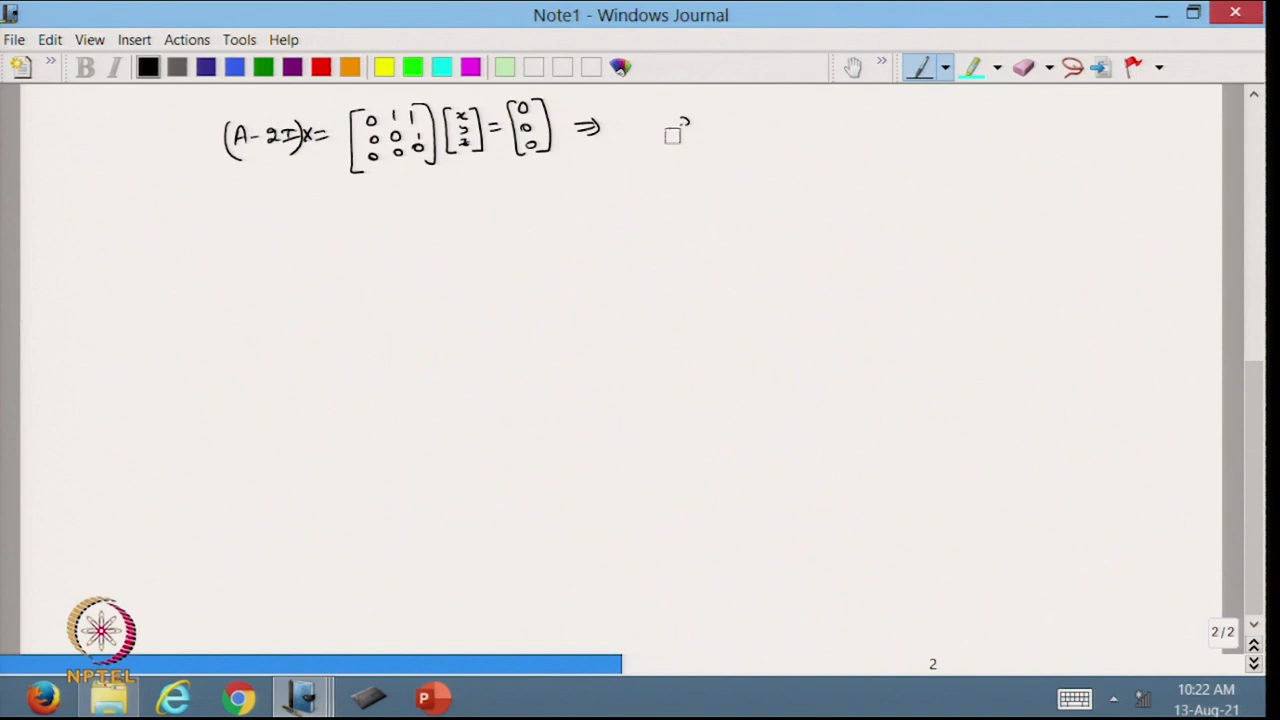 Note1 - Windows Journal
File Edit View Insert Actions Tools Help
B I
(A - 2I)X = [0 1 1; 0 0 1; 0 0 0] [x; y; z] = [0; 0; 0] ⇒
2/2
2
NPTEL
10:22 AM
13-Aug-21